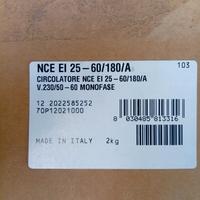 NCE EI 25-60/180/A
103
CIRCOLATORE NCE EI 25-60/180/A
V.230/50-60 MONOFASE
12 2022585252
70P12021000
8 030485 813316
MADE IN ITALY
2kg